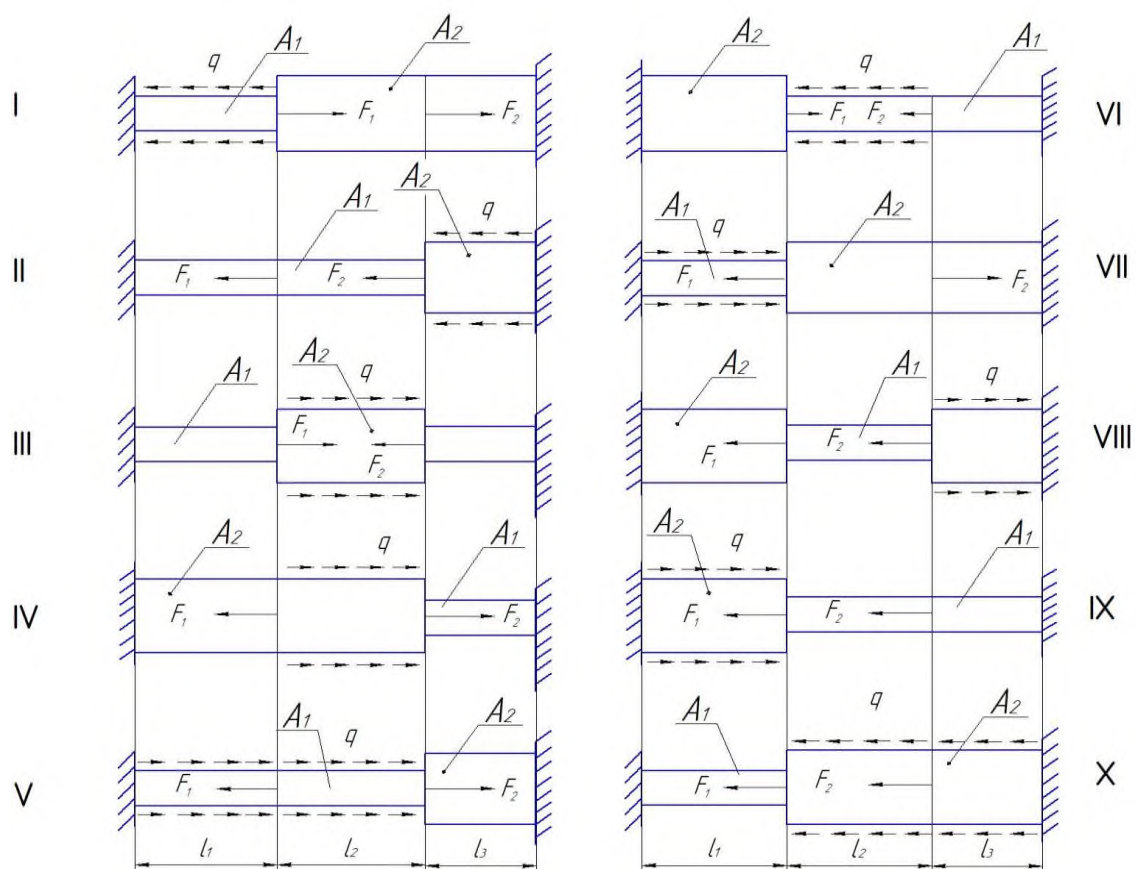 I q A₁ A₂ F₁ F₂
A₂ q A₁ F₁ F₂ VI
II A₁ A₂ q F₁ F₂
A₁ q A₂ F₁ F₂ VII
III A₁ A₂ q F₁ F₂
A₂ A₁ q F₁ F₂ VIII
IV A₂ q A₁ F₁ F₂
A₂ q A₁ F₁ F₂ IX
V A₁ q A₂ F₁ F₂
A₁ q A₂ F₁ F₂ X
l₁ l₂ l₃
l₁ l₂ l₃